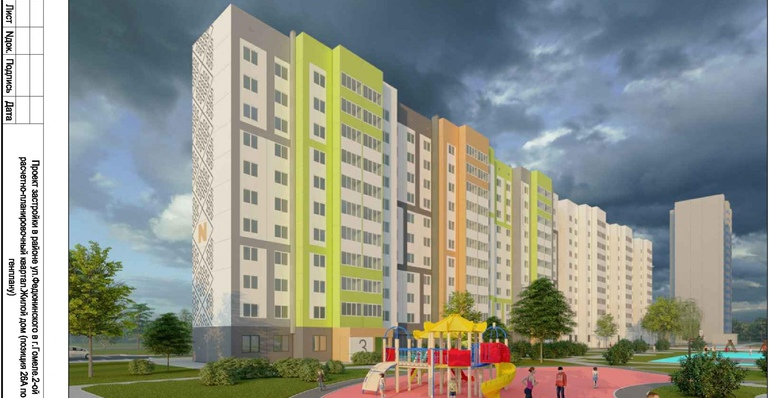 Лист
Nдок.
Подпись
Дата
Проект застройки в районе ул.Федюнинского в г.Гомеле.2-ой
расчетно-планировочный квартал.Жилой дом (позиция 26А по
генплану)
N